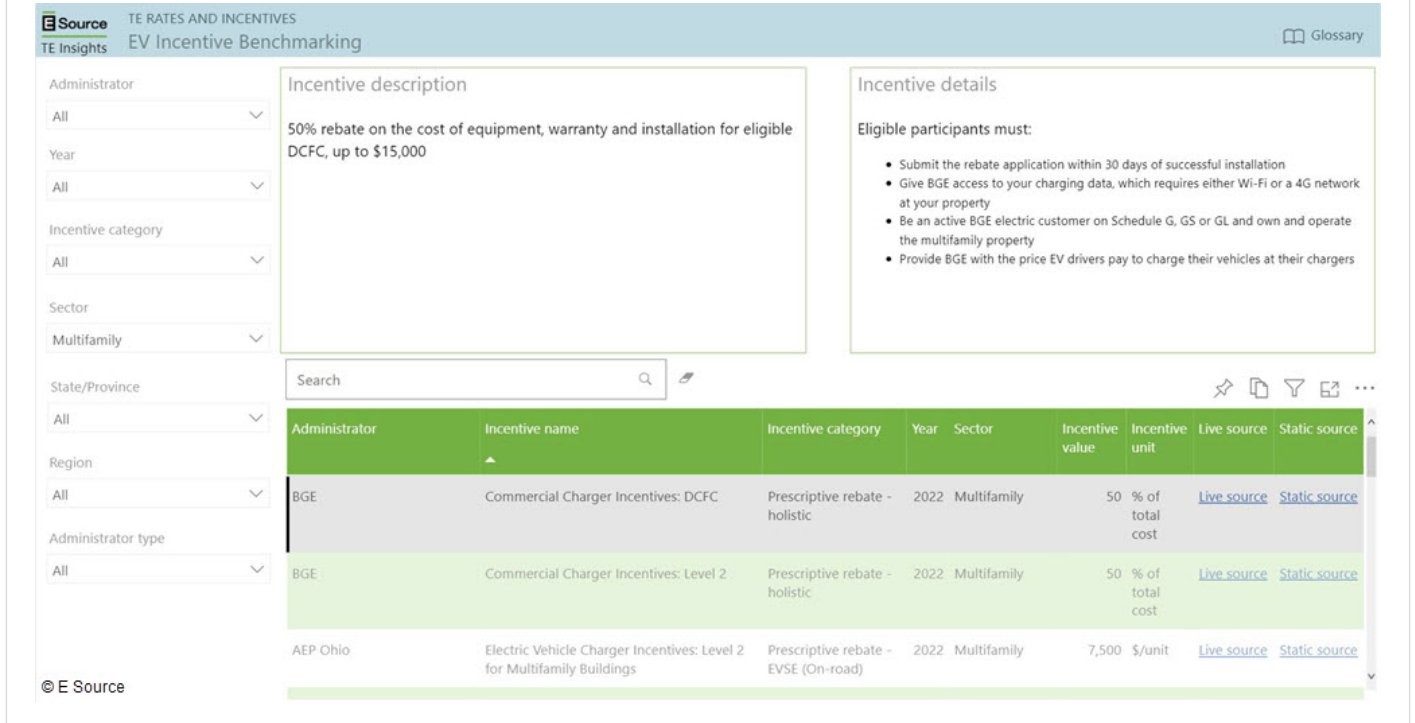 E Source
TE Insights
TE RATES AND INCENTIVES
EV Incentive Benchmarking
Glossary
Administrator
All
Year
All
Incentive category
All
Sector
Multifamily
State/Province
All
Region
All
Administrator type
All
Incentive description
50% rebate on the cost of equipment, warranty and installation for eligible
DCFC, up to $15,000
Incentive details
Eligible participants must:
• Submit the rebate application within 30 days of successful installation
• Give BGE access to your charging data, which requires either Wi-Fi or a 4G network
at your property
• Be an active BGE electric customer on Schedule G, GS or GL and own and operate
the multifamily property
• Provide BGE with the price EV drivers pay to charge their vehicles at their chargers
Search
Administrator Incentive name Incentive category Year Sector Incentive Incentive Live source Static source
value unit
BGE Commercial Charger Incentives: DCFC Prescriptive rebate - 2022 Multifamily 50 % of Live source Static source
holistic total
cost
BGE Commercial Charger Incentives: Level 2 Prescriptive rebate - 2022 Multifamily 50 % of Live source Static source
holistic total
cost
AEP Ohio Electric Vehicle Charger Incentives: Level 2 Prescriptive rebate - 2022 Multifamily 7,500 $/unit Live source Static source
for Multifamily Buildings EVSE (On-road)
© E Source